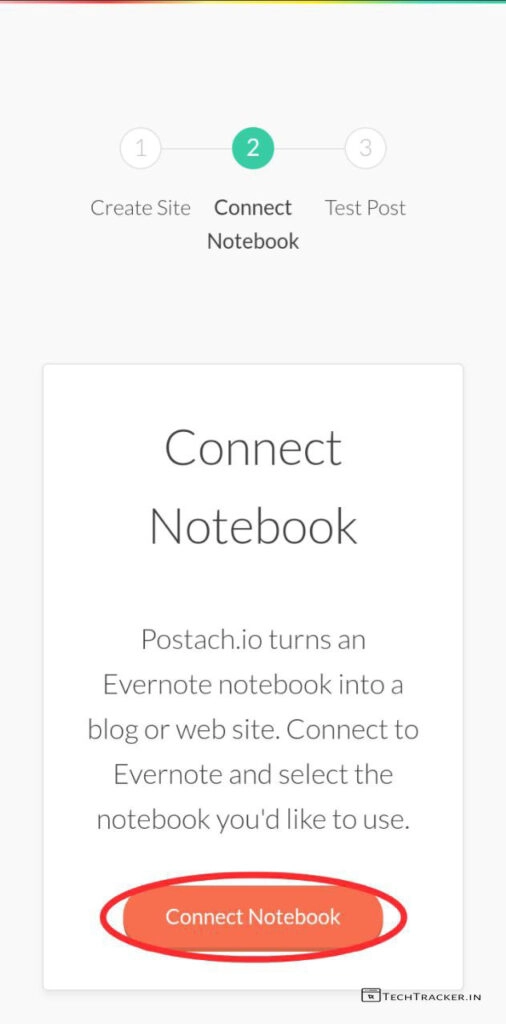 1
2
3
Create Site
Connect
Notebook
Test Post
Connect
Notebook
Postach.io turns an
Evernote notebook into a
blog or web site. Connect to
Evernote and select the
notebook you'd like to use.
Connect Notebook
TechTracker.in